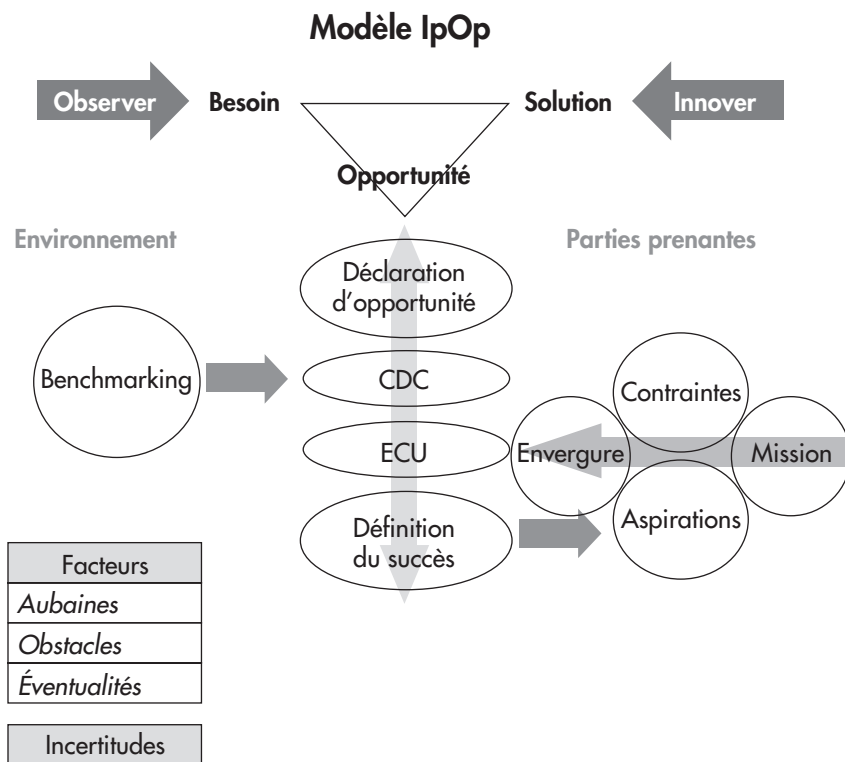 Modèle IpOp
Observer
Besoin
Solution
Innover
Opportunité
Environnement
Parties prenantes
Déclaration
d'opportunité
Benchmarking
CDC
Contraintes
ECU
Envergure
Mission
Définition
du succès
Aspirations
Facteurs
Aubaines
Obstacles
Éventualités
Incertitudes